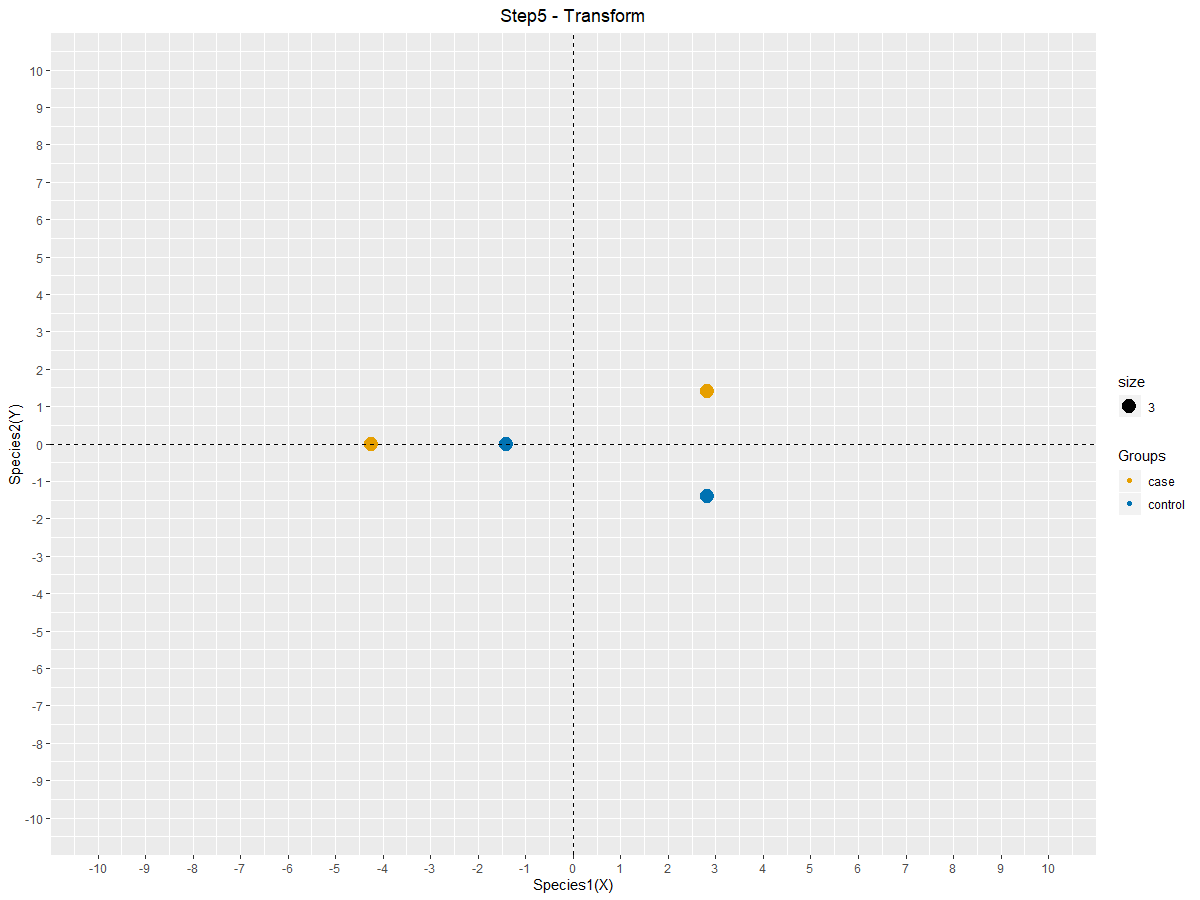 Step5 - Transform
10
9
8
7
6
5
4
3
2
1
0
-1
-2
-3
-4
-5
-6
-7
-8
-9
-10
Species2(Y)
-10 -9 -8 -7 -6 -5 -4 -3 -2 -1 0 1 2 3 4 5 6 7 8 9 10
Species1(X)
size
3
Groups
case
control